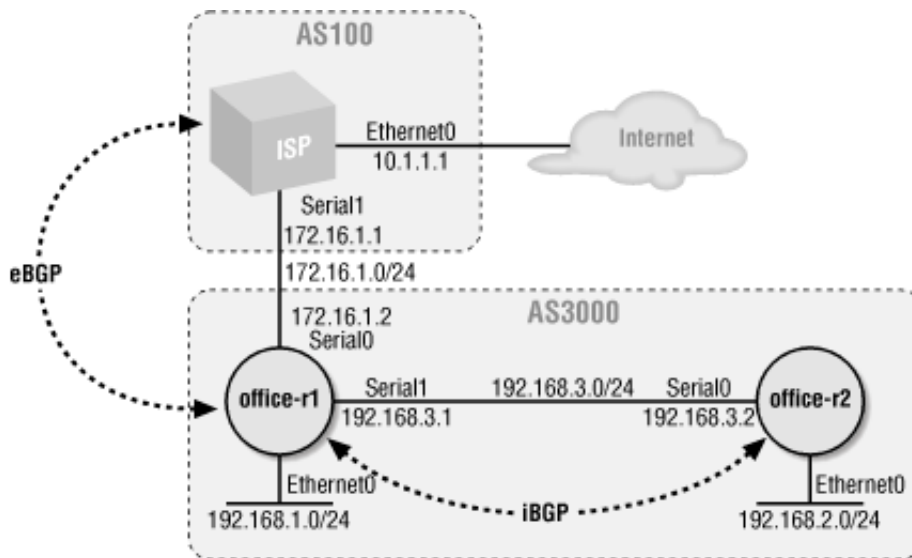 AS100
ISP
Ethernet0
10.1.1.1
Internet
Serial1
172.16.1.1
eBGP
172.16.1.0/24
AS3000
172.16.1.2
Serial0
office-r1
Serial1
192.168.3.1
192.168.3.0/24
Serial0
192.168.3.2
office-r2
Ethernet0
192.168.1.0/24
iBGP
Ethernet0
192.168.2.0/24